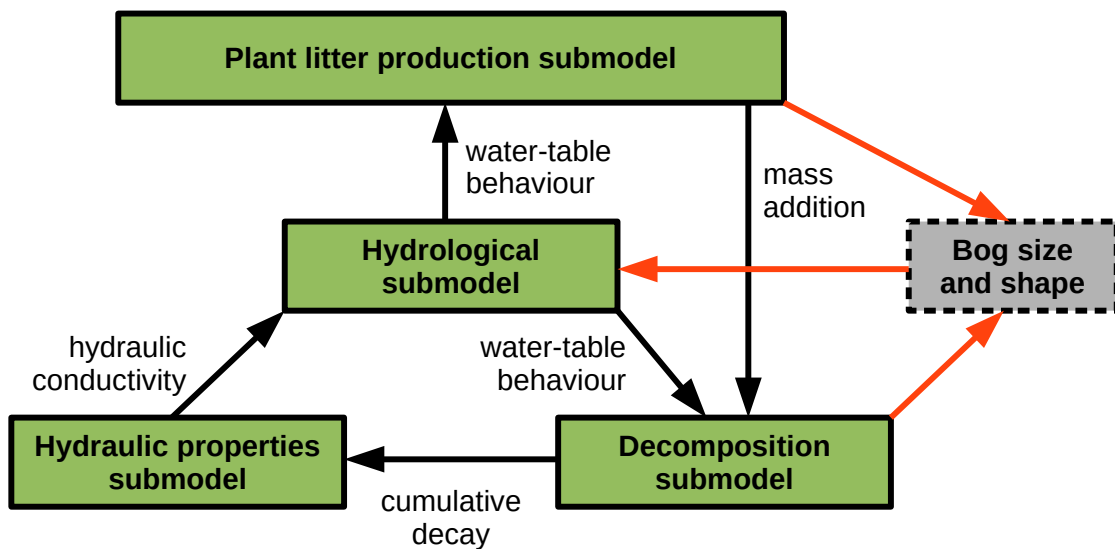 Plant litter production submodel
water-table
behaviour
mass
addition
Hydrological
submodel
Bog size
and shape
hydraulic
conductivity
water-table
behaviour
Hydraulic properties
submodel
Decomposition
submodel
cumulative
decay